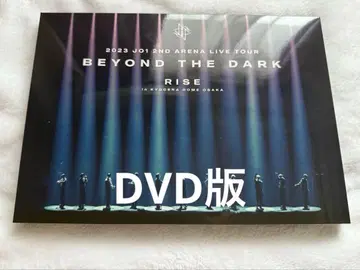 2023 JO1 2ND ARENA LIVE TOUR
BEYOND THE DARK
RISE
in KYOCERA DOME OSAKA
DVD版